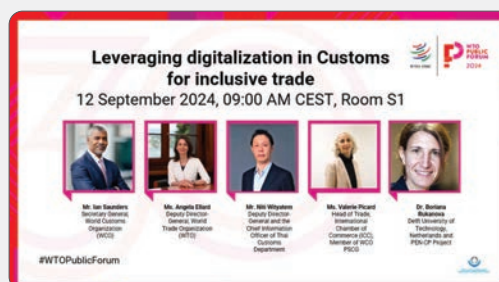 Leveraging digitalization in Customs
for inclusive trade
12 September 2024, 09:00 AM CEST, Room S1
WTO
PUBLIC
FORUM
2024
Mr. Ian Saunders
Secretary General,
World Customs
Organization
(WCO)
Ms. Angela Ellard
Deputy Director-
General, World
Trade Organization
(WTO)
Mr. Niti Wityatem
Deputy Director-
General and the
Chief Information
Officer of Thai
Customs
Department
Ms. Valerie Picard
Head of Trade,
International
Chamber of
Commerce (ICC),
Member of WCO
PSCG
Dr. Boriana
Rukanova
Delft University of
Technology,
Netherlands and
PEN-CP Project
#WTOPublicForum